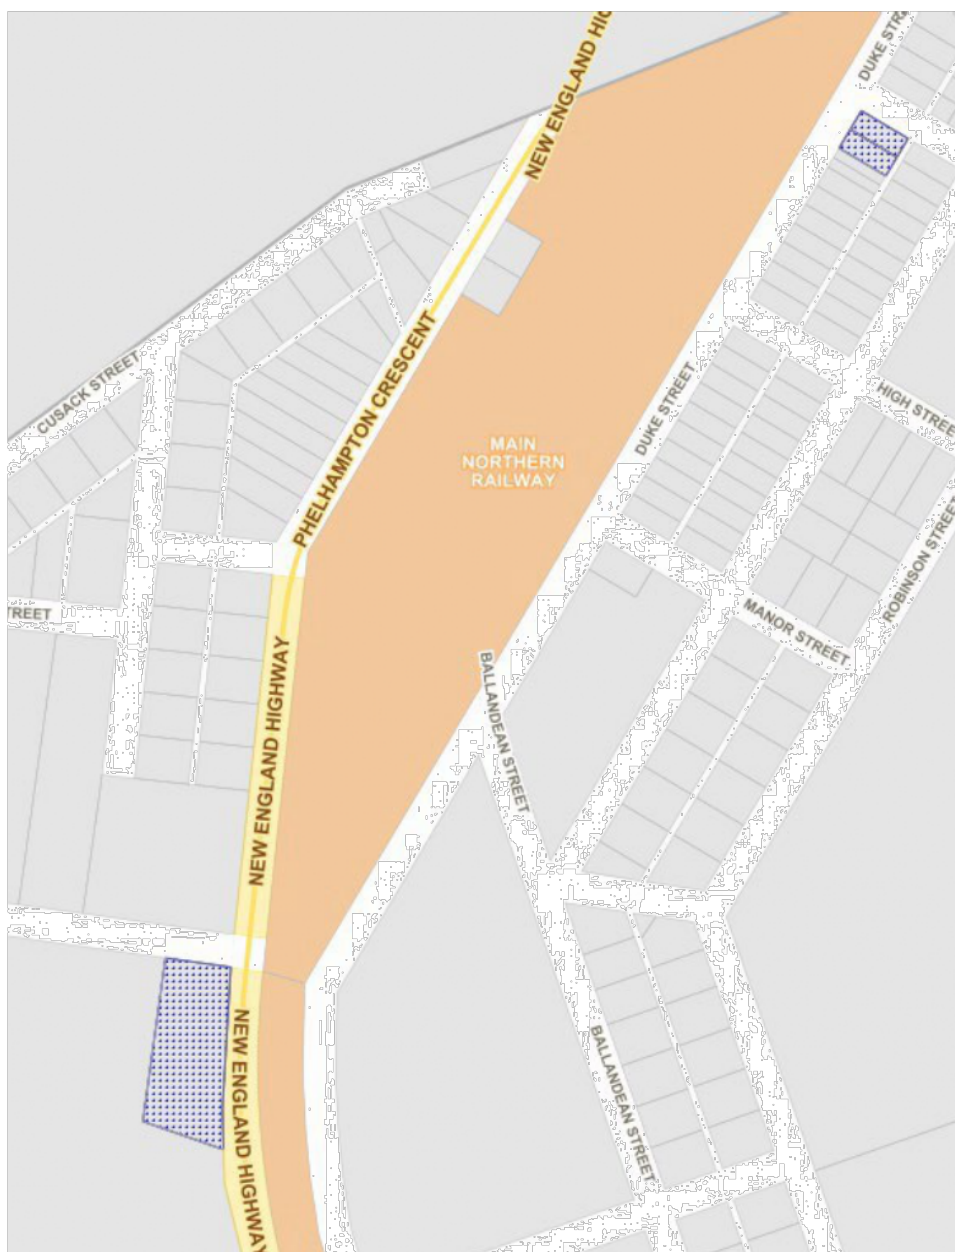 DUKE STR
NEW ENGLAND HIG
CUSACK STREET
PHELHAMPTON CRESCENT
DUKE STREET
HIGH STREE
MAIN
NORTHERN
RAILWAY
ROBINSON STREET
TREET
MANOR STREET
BALLANDEAN STREET
NEW ENGLAND HIGHWAY
NEW ENGLAND HIGHWAY
BALLANDEAN STREET